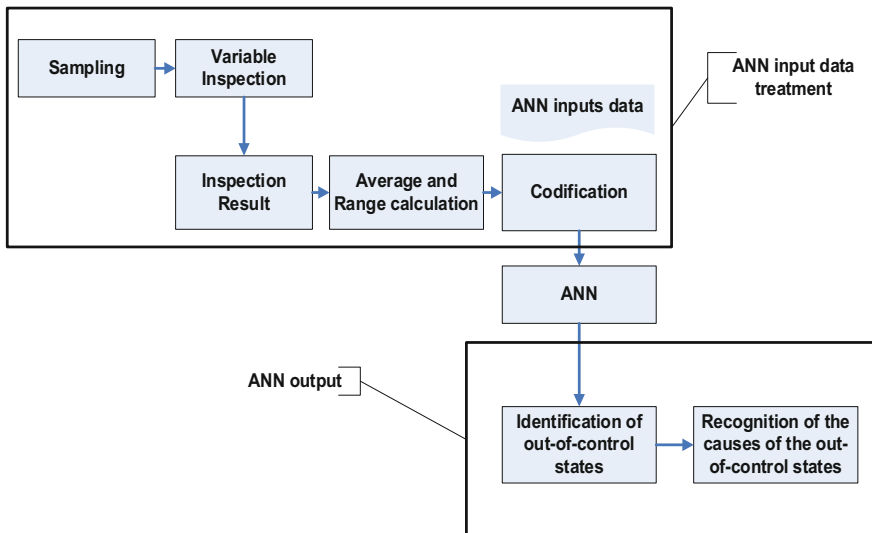 Sampling
Variable
Inspection
ANN input data
treatment
ANN inputs data
Inspection
Result
Average and
Range calculation
Codification
ANN
ANN output
Identification of
out-of-control
states
Recognition of the
causes of the out-
of-control states